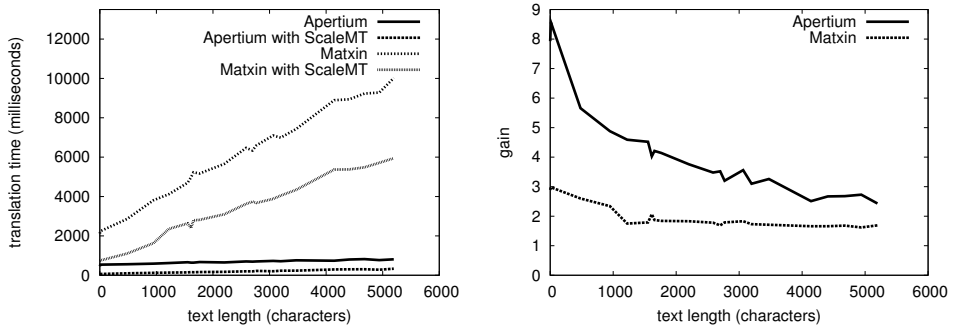 translation time (milliseconds)
12000
10000
8000
6000
4000
2000
0
Apertium
Apertium with ScaleMT
Matxin
Matxin with ScaleMT
0 1000 2000 3000 4000 5000 6000
text length (characters)
gain
9
8
7
6
5
4
3
2
1
0
Apertium
Matxin
0 1000 2000 3000 4000 5000 6000
text length (characters)